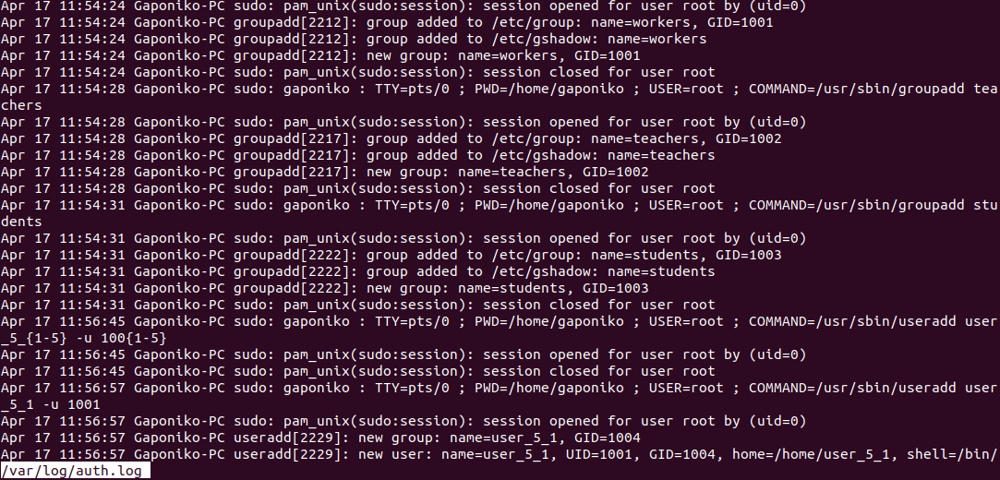 Apr 17 11:54:24 Gaponiko-PC sudo: pam_unix(sudo:session): session opened for user root by (uid=0)
Apr 17 11:54:24 Gaponiko-PC groupadd[2212]: group added to /etc/group: name=workers, GID=1001
Apr 17 11:54:24 Gaponiko-PC groupadd[2212]: group added to /etc/gshadow: name=workers
Apr 17 11:54:24 Gaponiko-PC groupadd[2212]: new group: name=workers, GID=1001
Apr 17 11:54:24 Gaponiko-PC sudo: pam_unix(sudo:session): session closed for user root
Apr 17 11:54:28 Gaponiko-PC sudo: gaponiko : TTY=pts/0 ; PWD=/home/gaponiko ; USER=root ; COMMAND=/usr/sbin/groupadd tea
chers
Apr 17 11:54:28 Gaponiko-PC sudo: pam_unix(sudo:session): session opened for user root by (uid=0)
Apr 17 11:54:28 Gaponiko-PC groupadd[2217]: group added to /etc/group: name=teachers, GID=1002
Apr 17 11:54:28 Gaponiko-PC groupadd[2217]: group added to /etc/gshadow: name=teachers
Apr 17 11:54:28 Gaponiko-PC groupadd[2217]: new group: name=teachers, GID=1002
Apr 17 11:54:28 Gaponiko-PC sudo: pam_unix(sudo:session): session closed for user root
Apr 17 11:54:31 Gaponiko-PC sudo: gaponiko : TTY=pts/0 ; PWD=/home/gaponiko ; USER=root ; COMMAND=/usr/sbin/groupadd stu
dents
Apr 17 11:54:31 Gaponiko-PC sudo: pam_unix(sudo:session): session opened for user root by (uid=0)
Apr 17 11:54:31 Gaponiko-PC groupadd[2222]: group added to /etc/group: name=students, GID=1003
Apr 17 11:54:31 Gaponiko-PC groupadd[2222]: group added to /etc/gshadow: name=students
Apr 17 11:54:31 Gaponiko-PC groupadd[2222]: new group: name=students, GID=1003
Apr 17 11:54:31 Gaponiko-PC sudo: pam_unix(sudo:session): session closed for user root
Apr 17 11:56:45 Gaponiko-PC sudo: gaponiko : TTY=pts/0 ; PWD=/home/gaponiko ; USER=root ; COMMAND=/usr/sbin/useradd user
_5_{1-5} -u 100{1-5}
Apr 17 11:56:45 Gaponiko-PC sudo: pam_unix(sudo:session): session opened for user root by (uid=0)
Apr 17 11:56:45 Gaponiko-PC sudo: pam_unix(sudo:session): session closed for user root
Apr 17 11:56:57 Gaponiko-PC sudo: gaponiko : TTY=pts/0 ; PWD=/home/gaponiko ; USER=root ; COMMAND=/usr/sbin/useradd user
_5_1 -u 1001
Apr 17 11:56:57 Gaponiko-PC sudo: pam_unix(sudo:session): session opened for user root by (uid=0)
Apr 17 11:56:57 Gaponiko-PC useradd[2229]: new group: name=user_5_1, GID=1004
Apr 17 11:56:57 Gaponiko-PC useradd[2229]: new user: name=user_5_1, UID=1001, GID=1004, home=/home/user_5_1, shell=/bin/
/var/log/auth.log